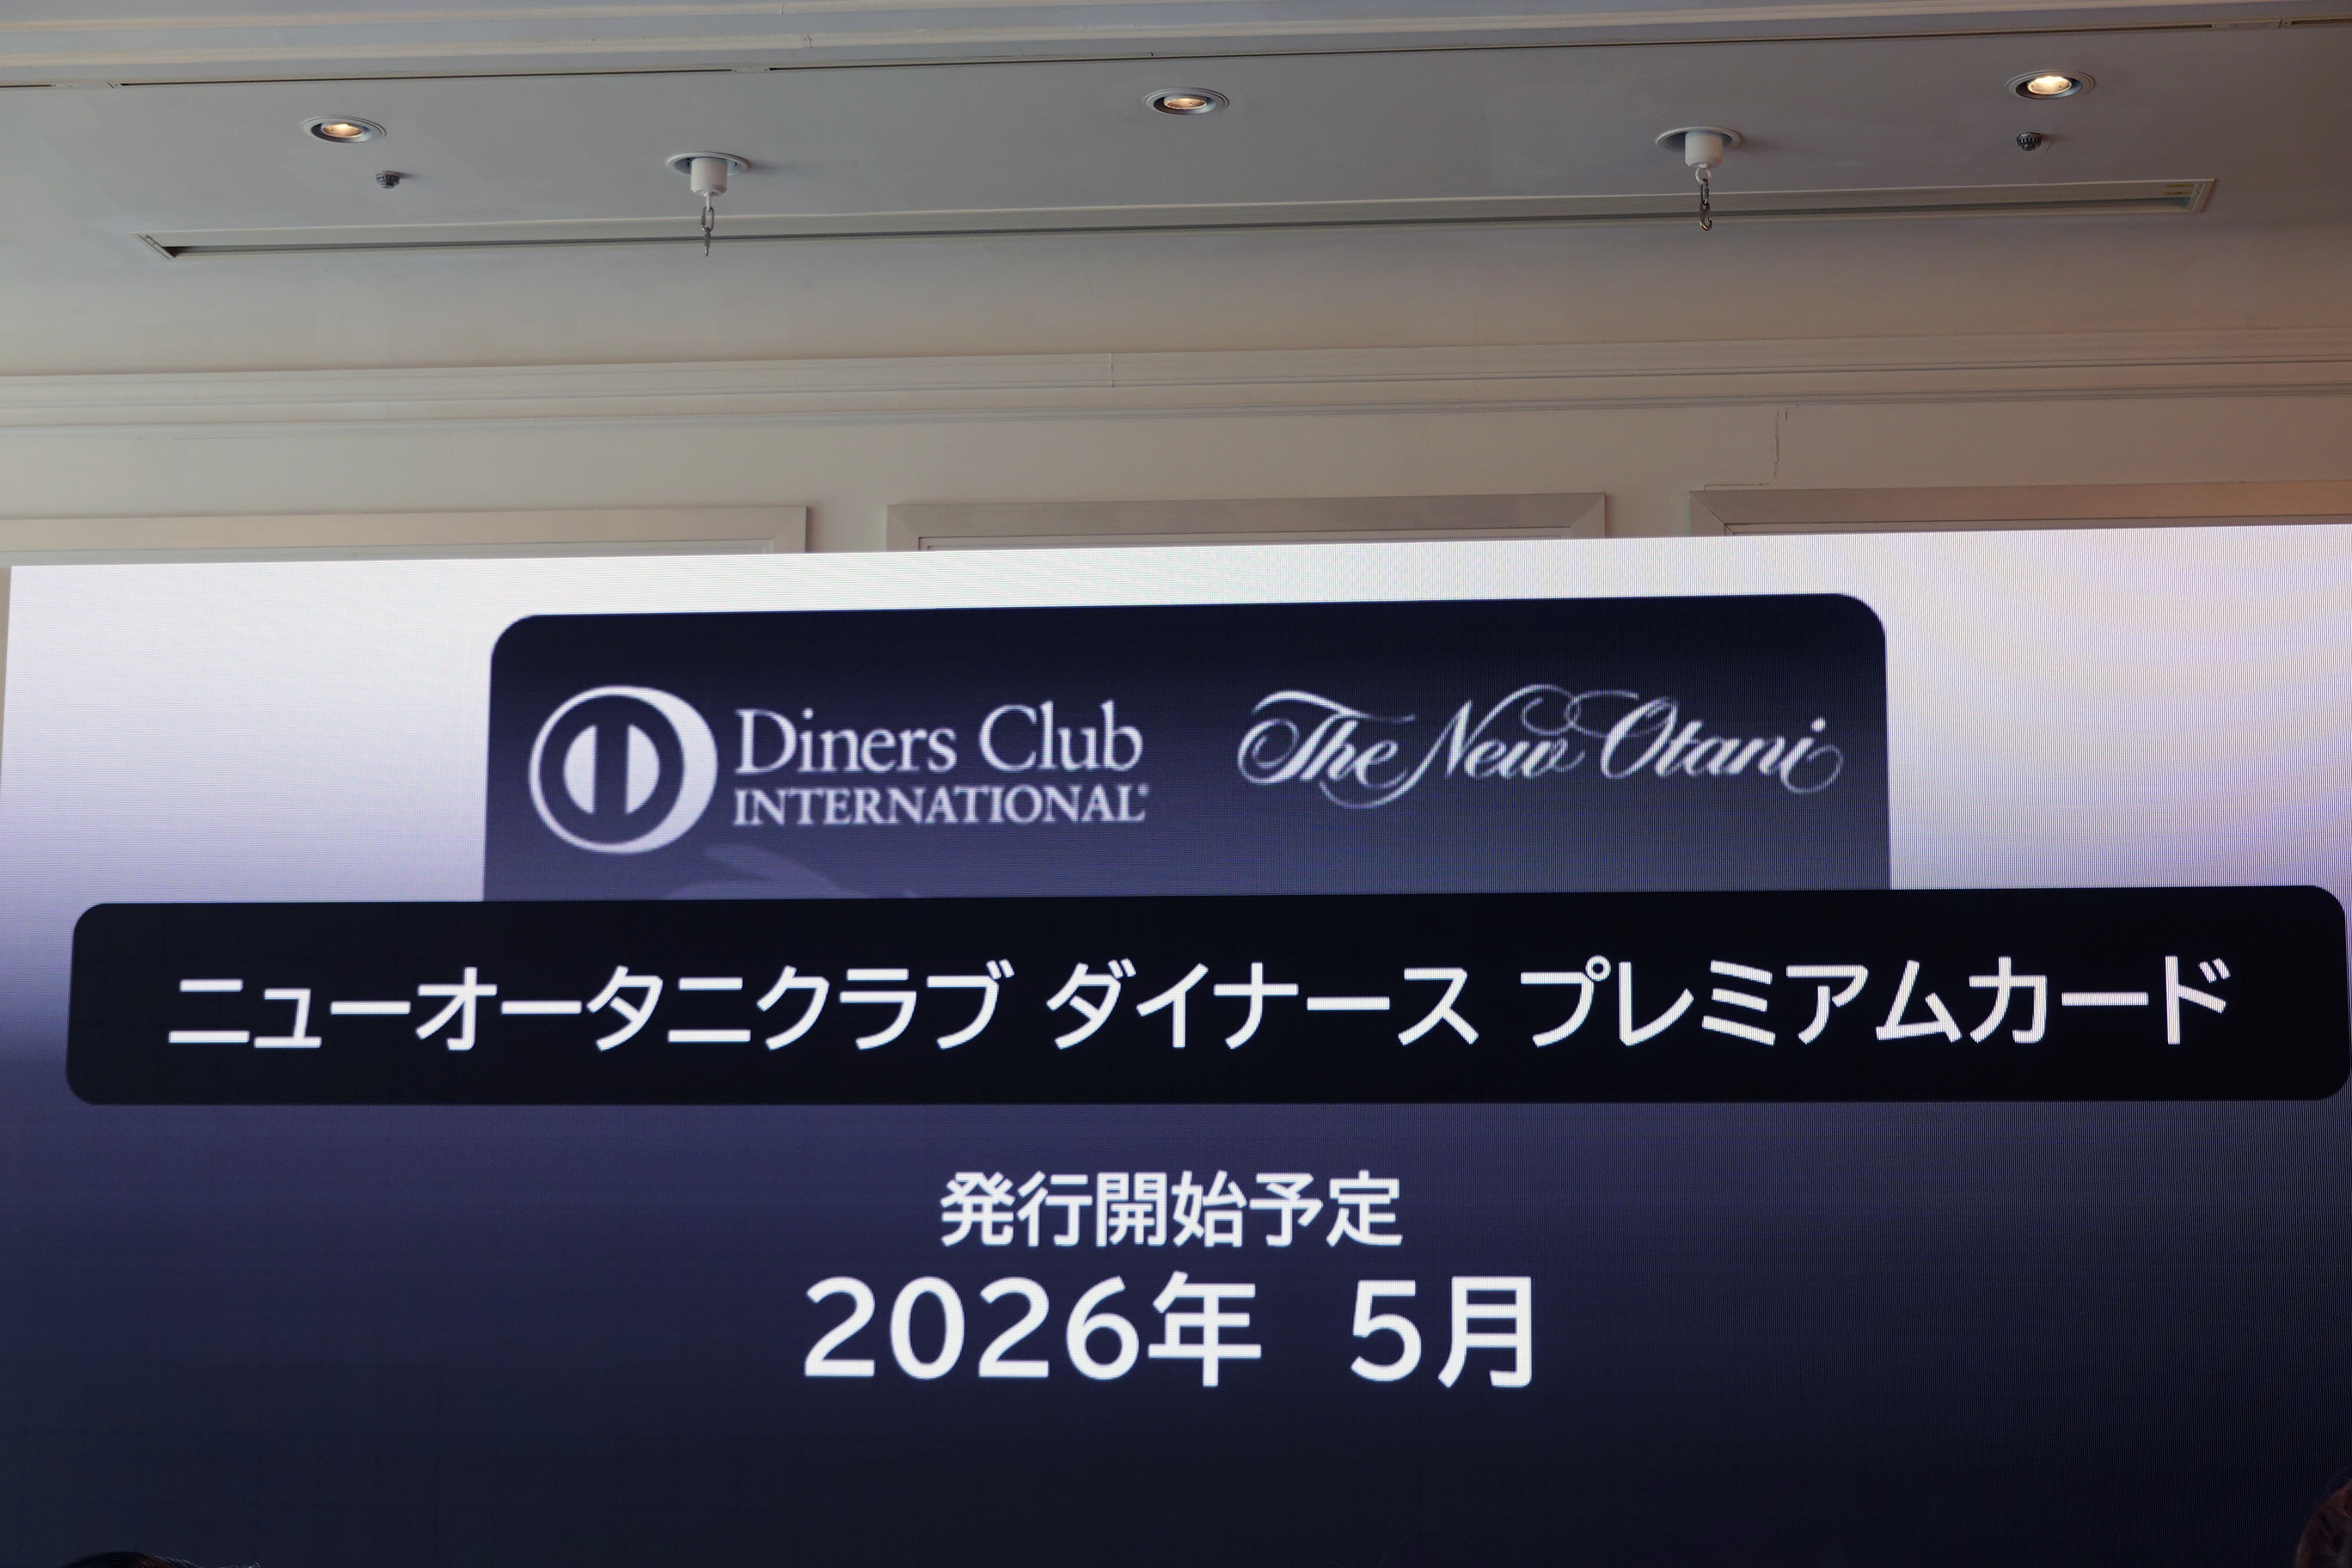 Diners Club
INTERNATIONAL®
The New Otani
ニューオータニクラブ ダイナース プレミアムカード
発行開始予定
2026年 5月